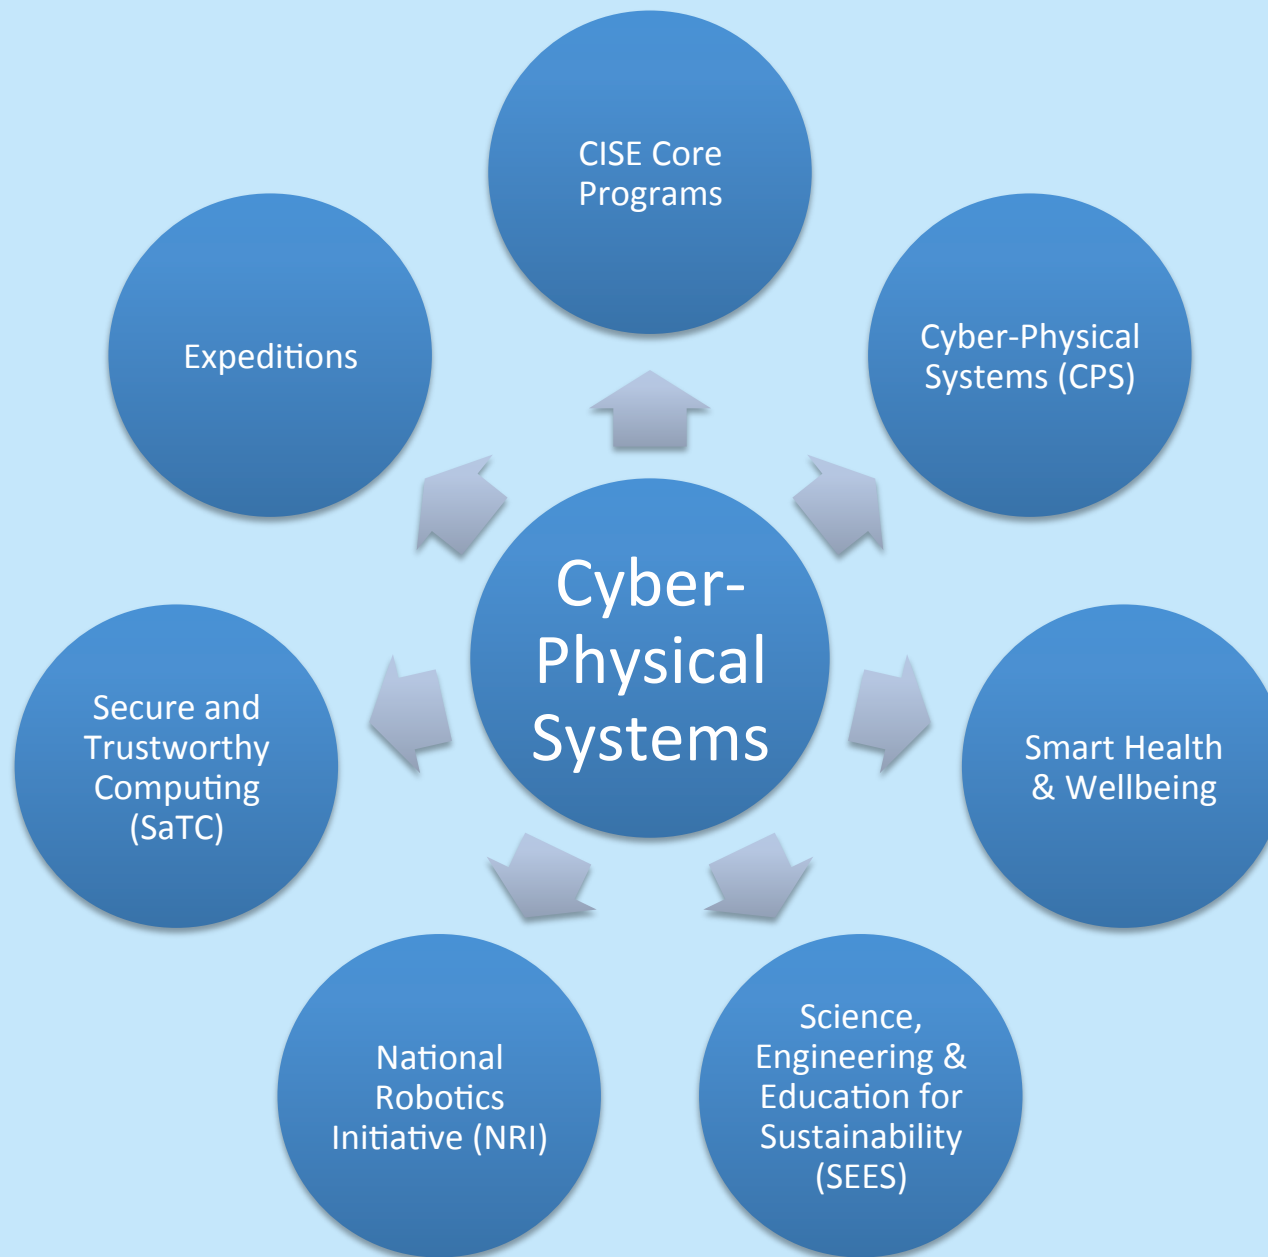 CISE Core
Programs
Cyber-Physical
Systems (CPS)
Smart Health
& Wellbeing
Science,
Engineering &
Education for
Sustainability
(SEES)
National
Robotics
Initiative (NRI)
Secure and
Trustworthy
Computing
(SaTC)
Expeditions
Cyber-
Physical
Systems